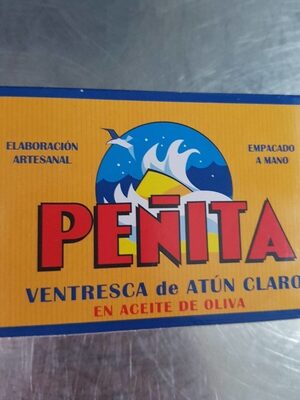 ELABORACIÓN
ARTESANAL
EMPACADO
A MANO
PEÑITA
VENTRESCA de ATÚN CLARO
EN ACEITE DE OLIVA